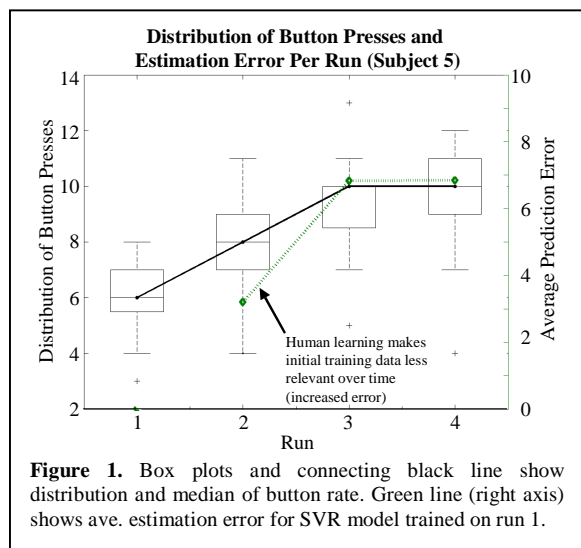 Distribution of Button Presses and
Estimation Error Per Run (Subject 5)
14
12
10
8
6
4
2
Distribution of Button Presses
10
8
6
4
2
0
Average Prediction Error
Human learning makes
initial training data less
relevant over time
(increased error)
1 2 3 4
Run
Figure 1. Box plots and connecting black line show
distribution and median of button rate. Green line (right axis)
shows ave. estimation error for SVR model trained on run 1.